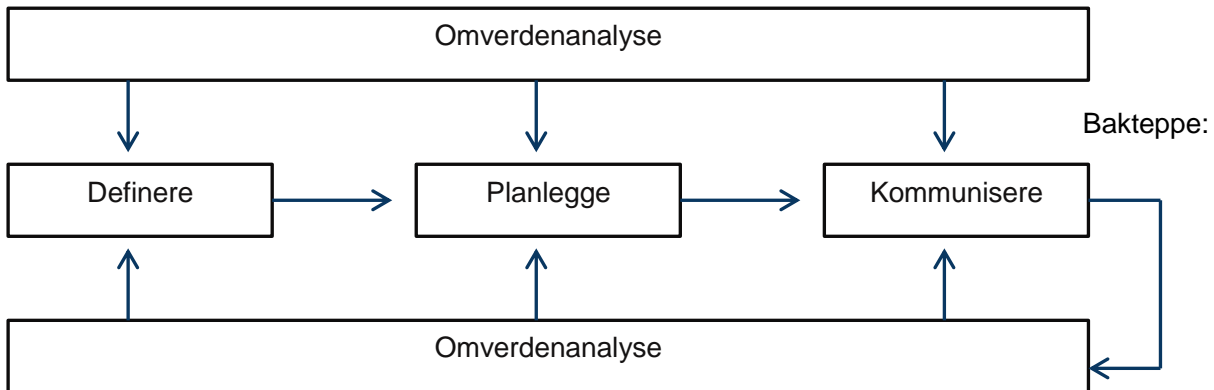 Omverdenanalyse
Bakteppe:
Definere
Planlegge
Kommunisere
Omverdenanalyse